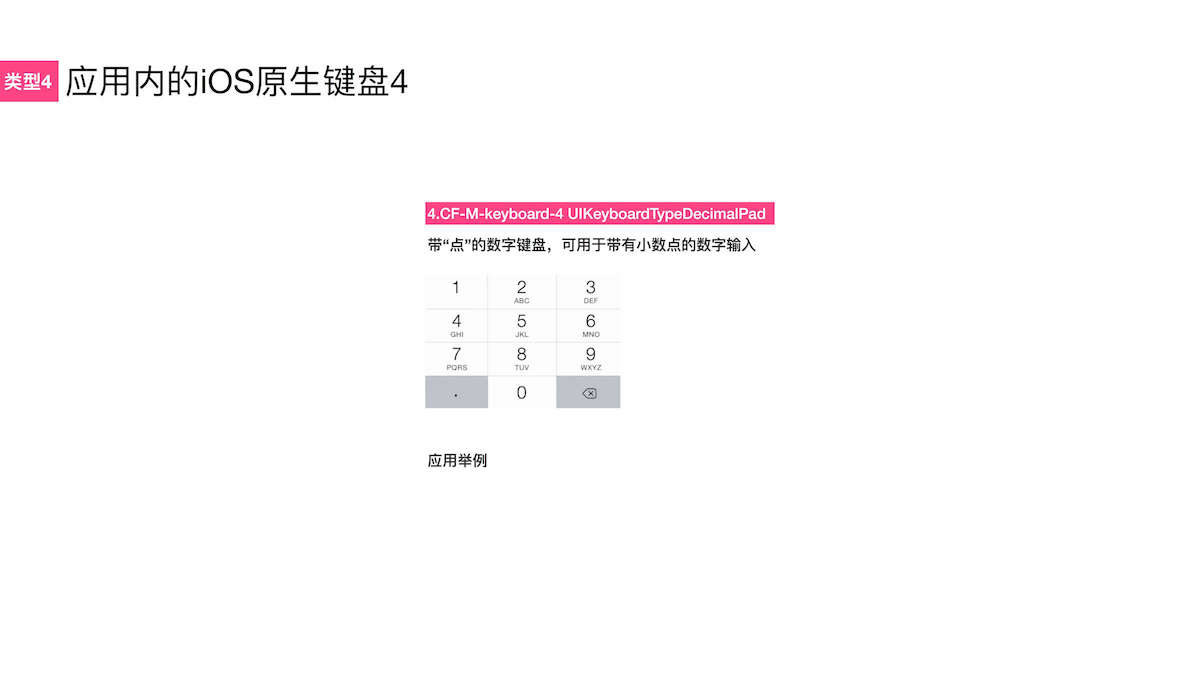 类型4 应用内的iOS原生键盘4
4.CF-M-keyboard-4 UIKeyboardTypeDecimalPad
带“点”的数字键盘，可用于带有小数点的数字输入
1 2 3
ABC DEF
4 5 6
GHI JKL MNO
7 8 9
PQRS TUV WXYZ
. 0
应用举例